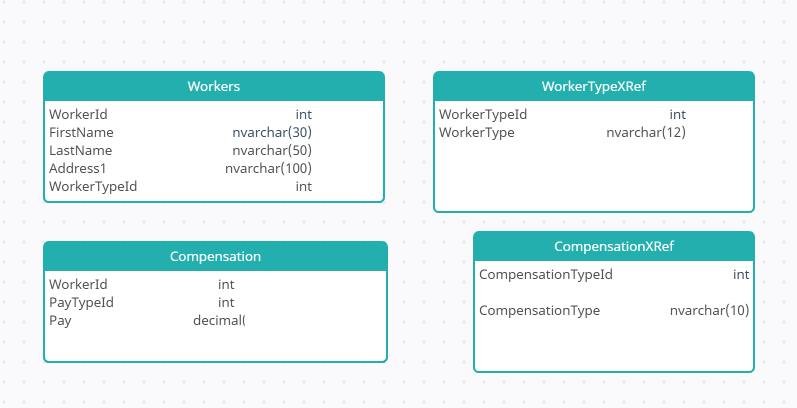 Workers
WorkerId int
FirstName nvarchar(30)
LastName nvarchar(50)
Address1 nvarchar(100)
WorkerTypeId int
WorkerTypeXRef
WorkerTypeId int
WorkerType nvarchar(12)
Compensation
WorkerId int
PayTypeId int
Pay decimal(
CompensationXRef
CompensationTypeId int
CompensationType nvarchar(10)